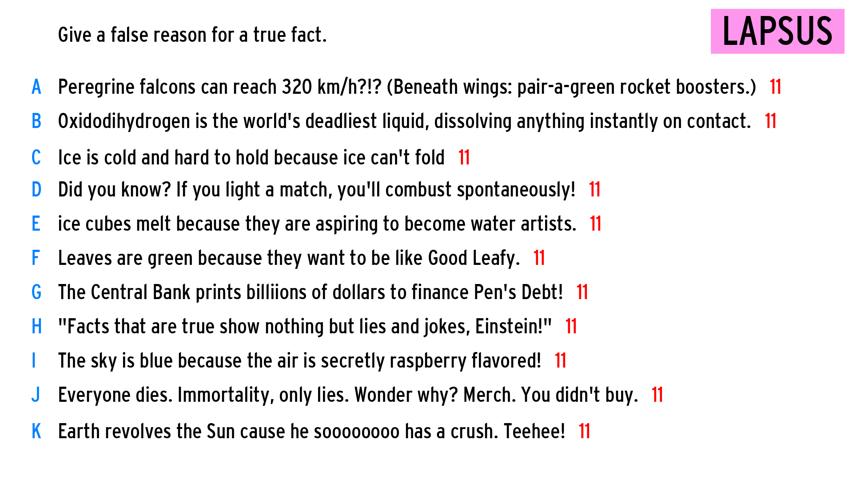 Give a false reason for a true fact.
LAPSUS
A Peregrine falcons can reach 320 km/h?!? (Beneath wings: pair-a-green rocket boosters.) 11
B Oxidodihydrogen is the world's deadliest liquid, dissolving anything instantly on contact. 11
C Ice is cold and hard to hold because ice can't fold 11
D Did you know? If you light a match, you'll combust spontaneously! 11
E ice cubes melt because they are aspiring to become water artists. 11
F Leaves are green because they want to be like Good Leafy. 11
G The Central Bank prints billiions of dollars to finance Pen's Debt! 11
H "Facts that are true show nothing but lies and jokes, Einstein!" 11
I The sky is blue because the air is secretly raspberry flavored! 11
J Everyone dies. Immortality, only lies. Wonder why? Merch. You didn't buy. 11
K Earth revolves the Sun cause he soooooooo has a crush. Teehee! 11